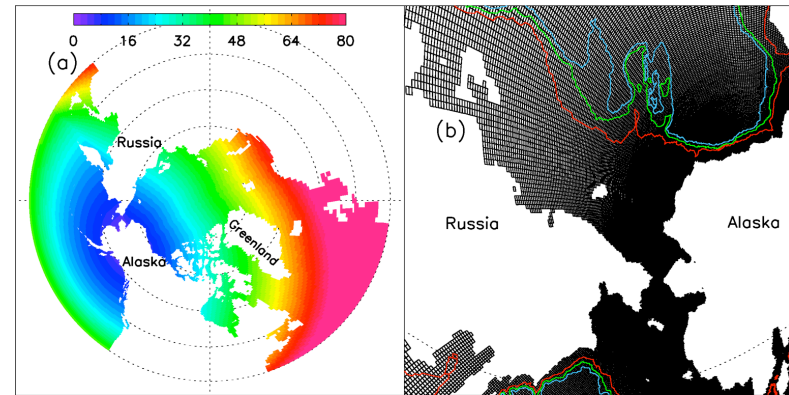 0 16 32 48 64 80
(a)
Russia
Greenland
Alaska
(b)
Russia
Alaska